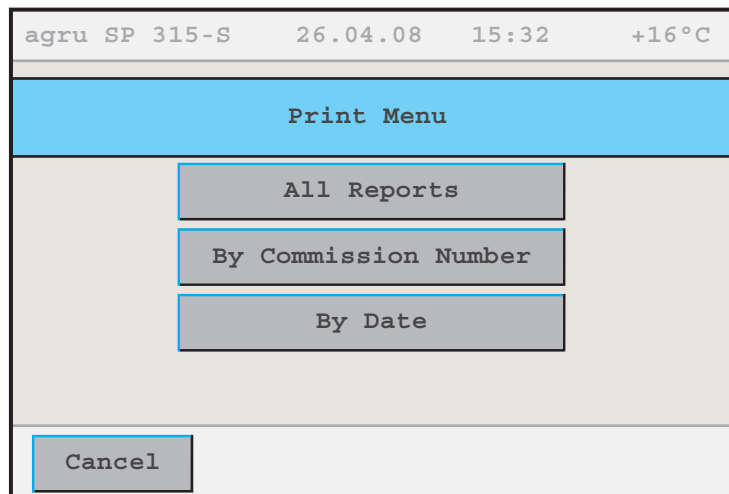 agru SP 315-S 26.04.08 15:32 +16°C
Print Menu
All Reports
By Commission Number
By Date
Cancel